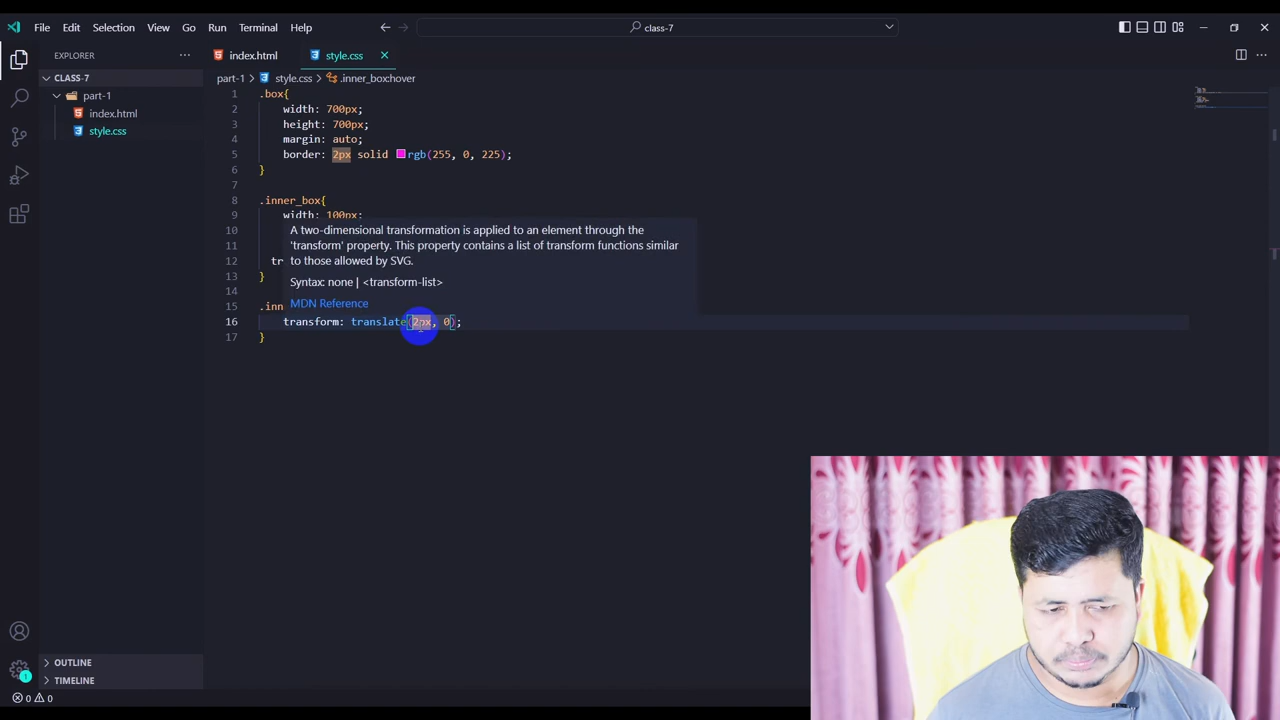 File Edit Selection View Go Run Terminal Help
class-7
EXPLORER
index.html
style.css
CLASS-7
part-1
index.html
style.css
part-1 > style.css > .inner_boxhover
1 .box{
2 width: 700px;
3 height: 700px;
4 margin: auto;
5 border: 2px solid rgb(255, 0, 225);
6 }
7
8 .inner_box{
9 width: 100px;
10
11
12 tr
13 }
14
15 .inn
16 transform: translate(2px, 0);
17 }
A two-dimensional transformation is applied to an element through the
'transform' property. This property contains a list of transform functions similar
to those allowed by SVG.
Syntax: none | <transform-list>
MDN Reference
OUTLINE
TIMELINE
1
0 0